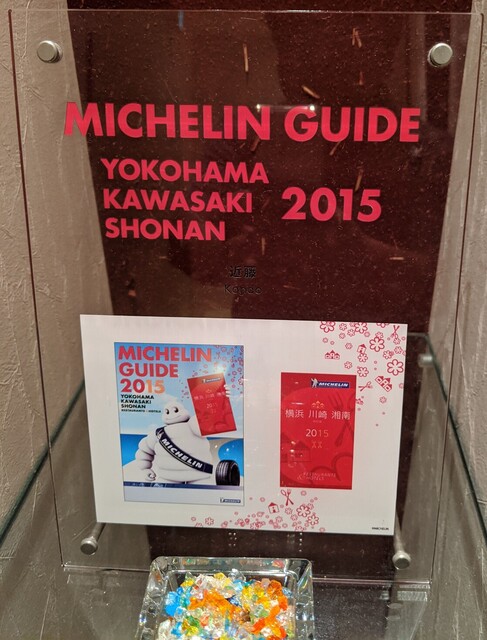 MICHELIN GUIDE
YOKOHAMA
KAWASAKI
SHONAN
2015
近藤
MICHELIN
GUIDE
2015
YOKOHAMA
KAWASAKI
SHONAN
MICHELIN
MICHELIN
横浜 川崎 湘南
2015